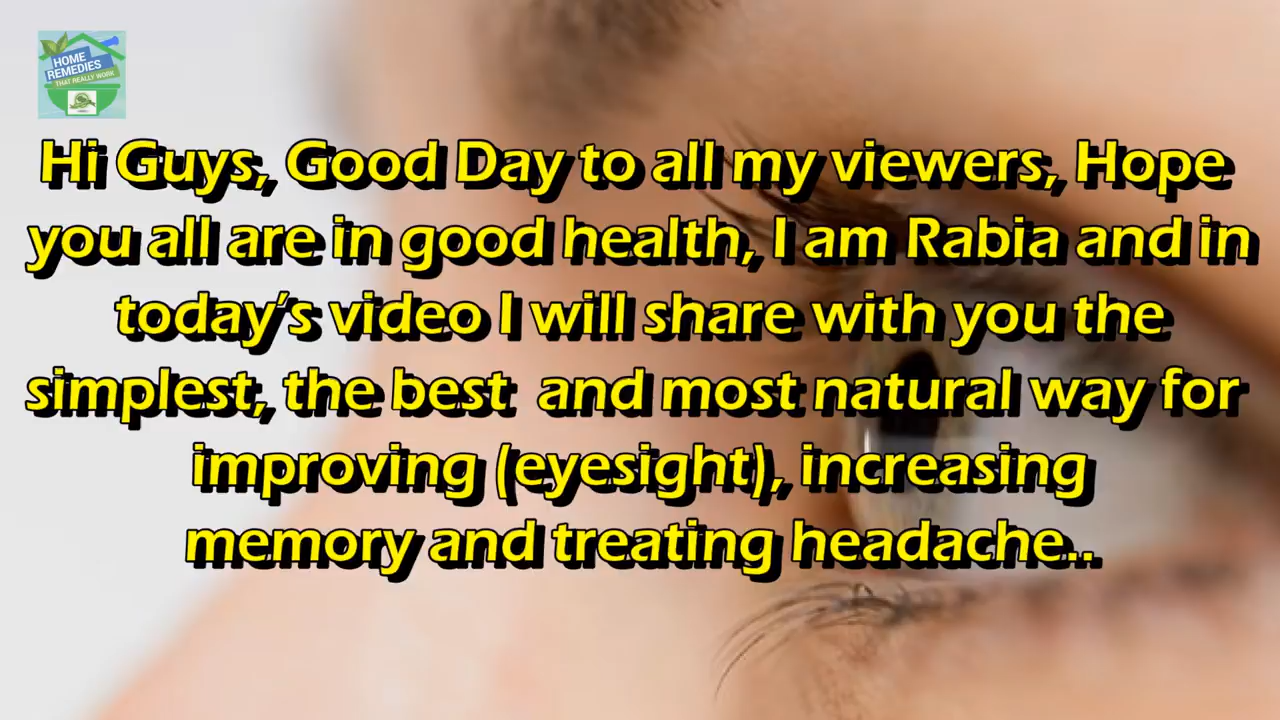 HOME
REMEDIES
THAT REALLY WORK
Hi Guys, Good Day to all my viewers, Hope
you all are in good health, I am Rabia and in
today's video I will share with you the
simplest, the best and most natural way for
improving (eyesight), increasing
memory and treating headache..